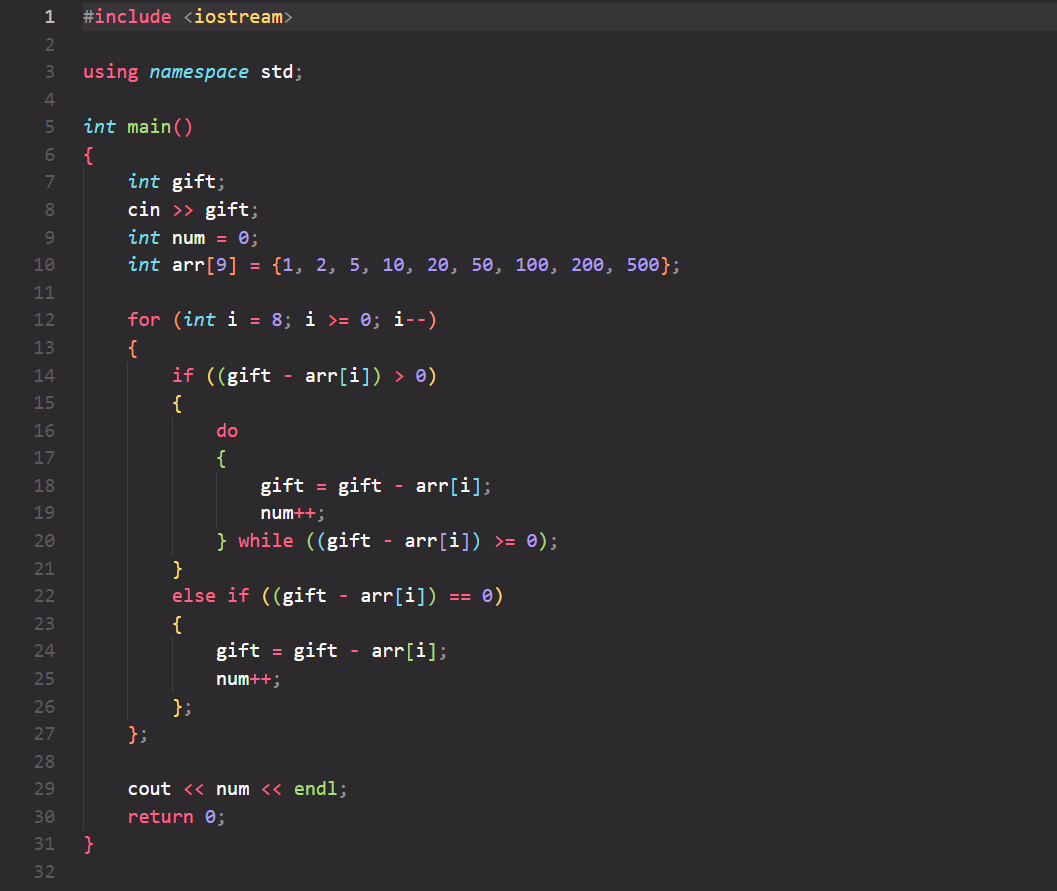 1 #include <iostream>
2
3 using namespace std;
4
5 int main()
6 {
7     int gift;
8     cin >> gift;
9     int num = 0;
10     int arr[9] = {1, 2, 5, 10, 20, 50, 100, 200, 500};
11
12     for (int i = 8; i >= 0; i--)
13     {
14         if ((gift - arr[i]) > 0)
15         {
16             do
17             {
18                 gift = gift - arr[i];
19                 num++;
20             } while ((gift - arr[i]) >= 0);
21         }
22         else if ((gift - arr[i]) == 0)
23         {
24             gift = gift - arr[i];
25             num++;
26         };
27     };
28
29     cout << num << endl;
30     return 0;
31 }
32